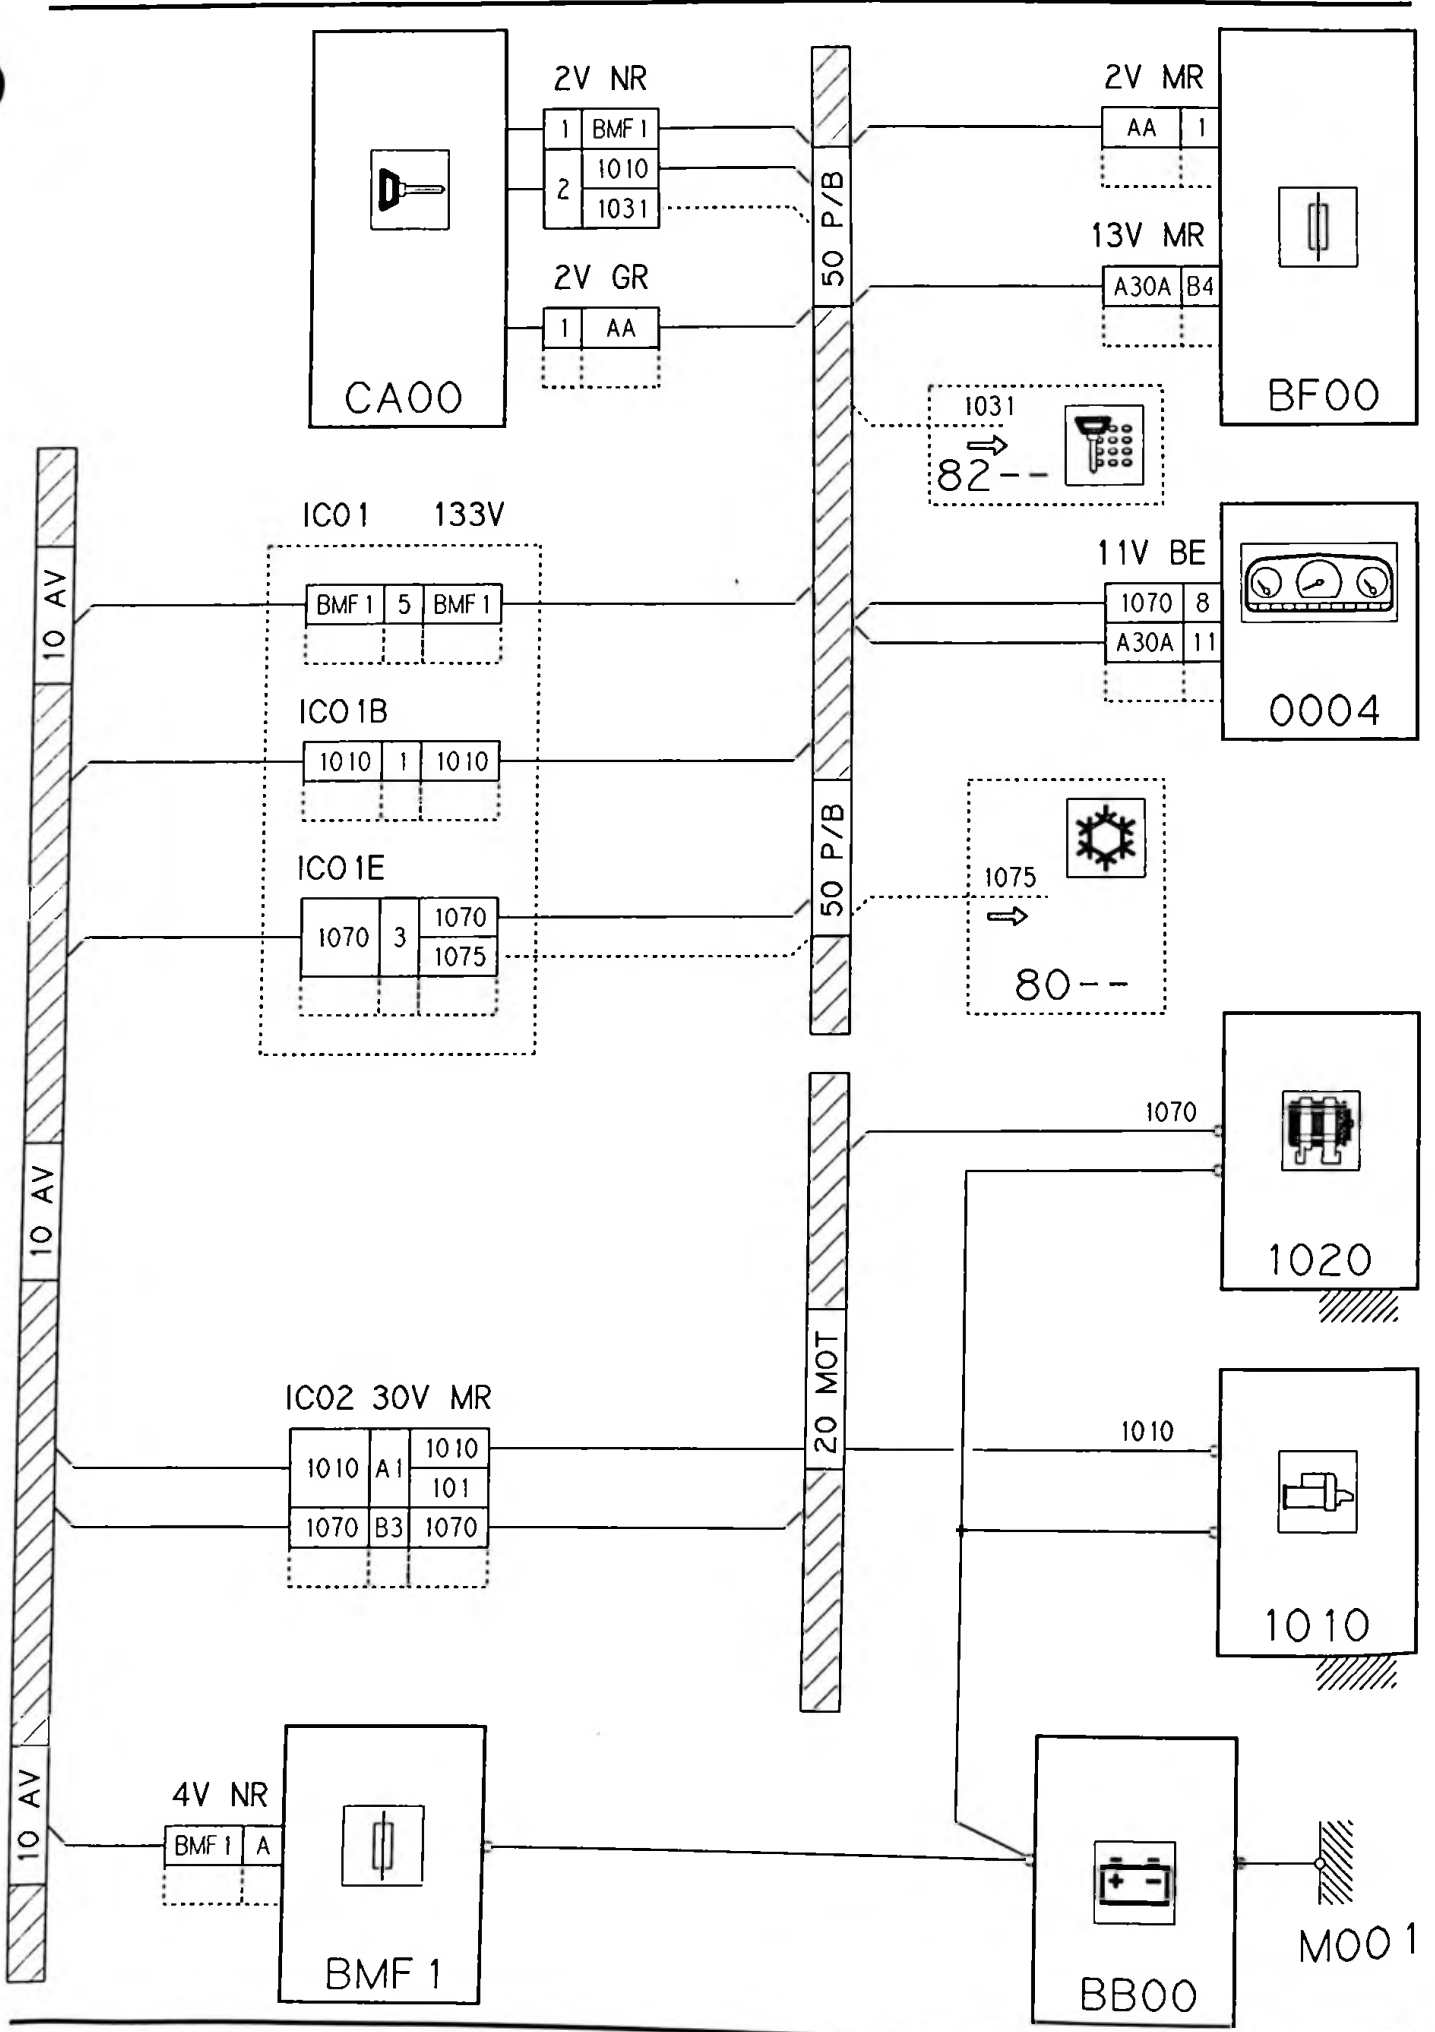 2V NR
1 BMF1
2 1010
1031
2V GR
1 AA
CA00
50 P/B
2V MR
AA 1
13V MR
A30A B4
BF00
1031
82--
10 AV
IC01 133V
BMF1 5 BMF1
IC01B
1010 1 1010
IC01E
1070 3 1070
1075
11V BE
1070 8
A30A 11
0004
50 P/B
1075
80--
10 AV
1070
1020
20 MOT
IC02 30V MR
1010 A1 1010
101
1070 B3 1070
1010
1010
10 AV
4V NR
BMF1 A
BMF1
+ -
BB00
M001